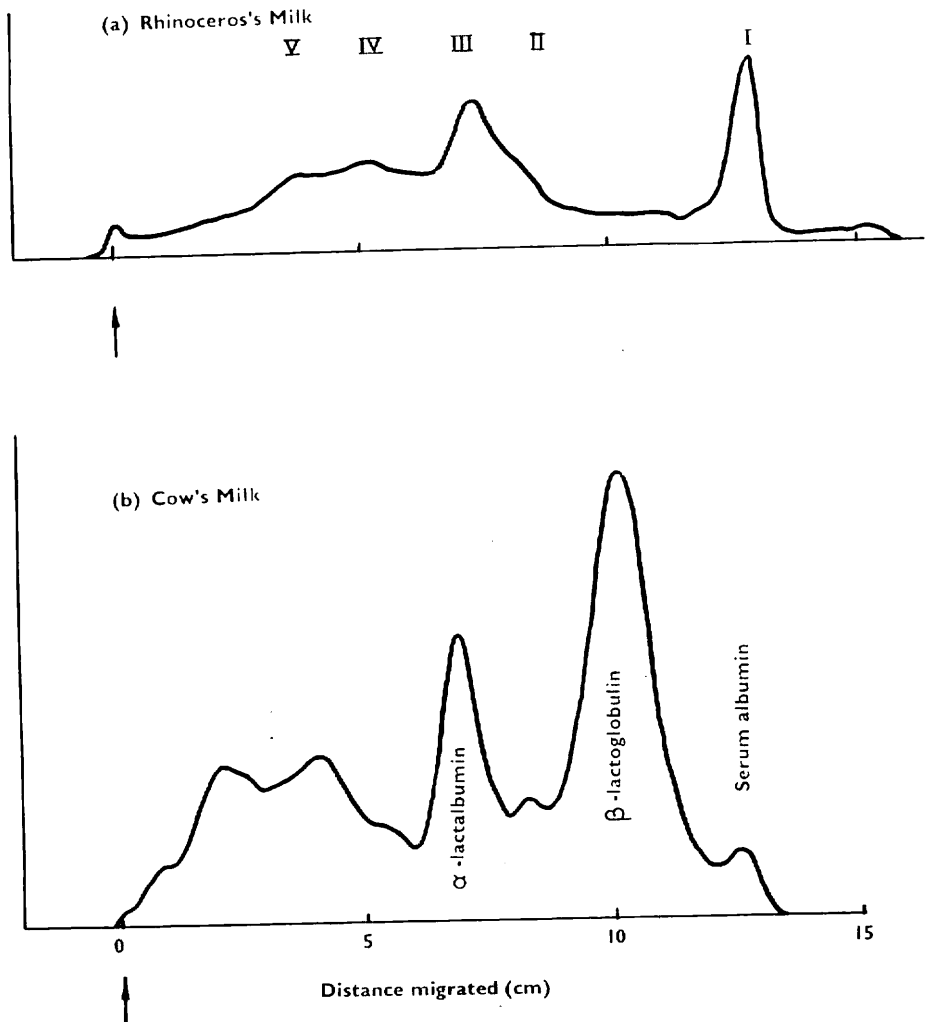 (a) Rhinoceros's Milk
V IV III II I
(b) Cow's Milk
α-lactalbumin
β-lactoglobulin
Serum albumin
0 5 10 15
Distance migrated (cm)